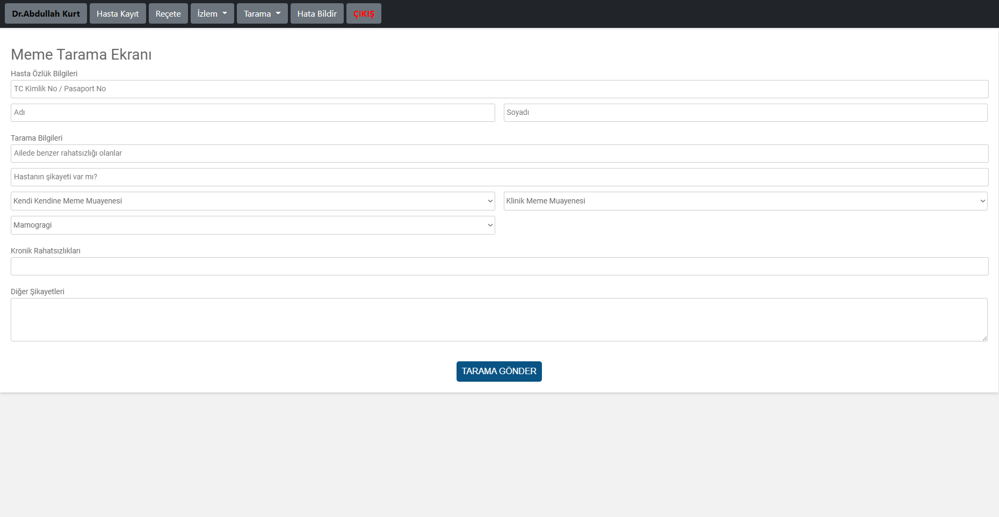 Dr.Abdullah Kurt Hasta Kayıt Reçete İzlem Tarama Hata Bildir ÇIKIŞ
Meme Tarama Ekranı
Hasta Özlük Bilgileri
TC Kimlik No / Pasaport No
Adı Soyadı
Tarama Bilgileri
Ailede benzer rahatsızlığı olanlar
Hastanın şikayeti var mı?
Kendi Kendine Meme Muayenesi Klinik Meme Muayenesi
Mamogragi
Kronik Rahatsızlıkları
Diğer Şikayetleri
TARAMA GÖNDER